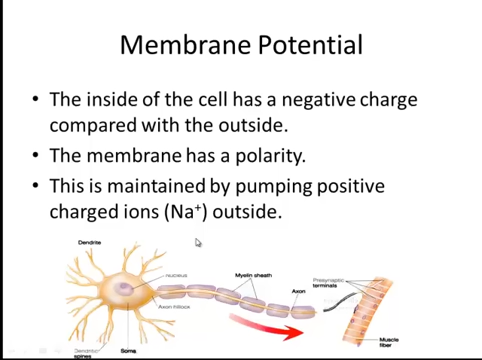 Membrane Potential
• The inside of the cell has a negative charge
compared with the outside.
• The membrane has a polarity.
• This is maintained by pumping positive
charged ions (Na⁺) outside.
Dendrite
nucleus
Myelin sheath
Presynaptic
terminals
Axon
Axon hillock
Muscle
fiber
Dendritic
spines
Soma